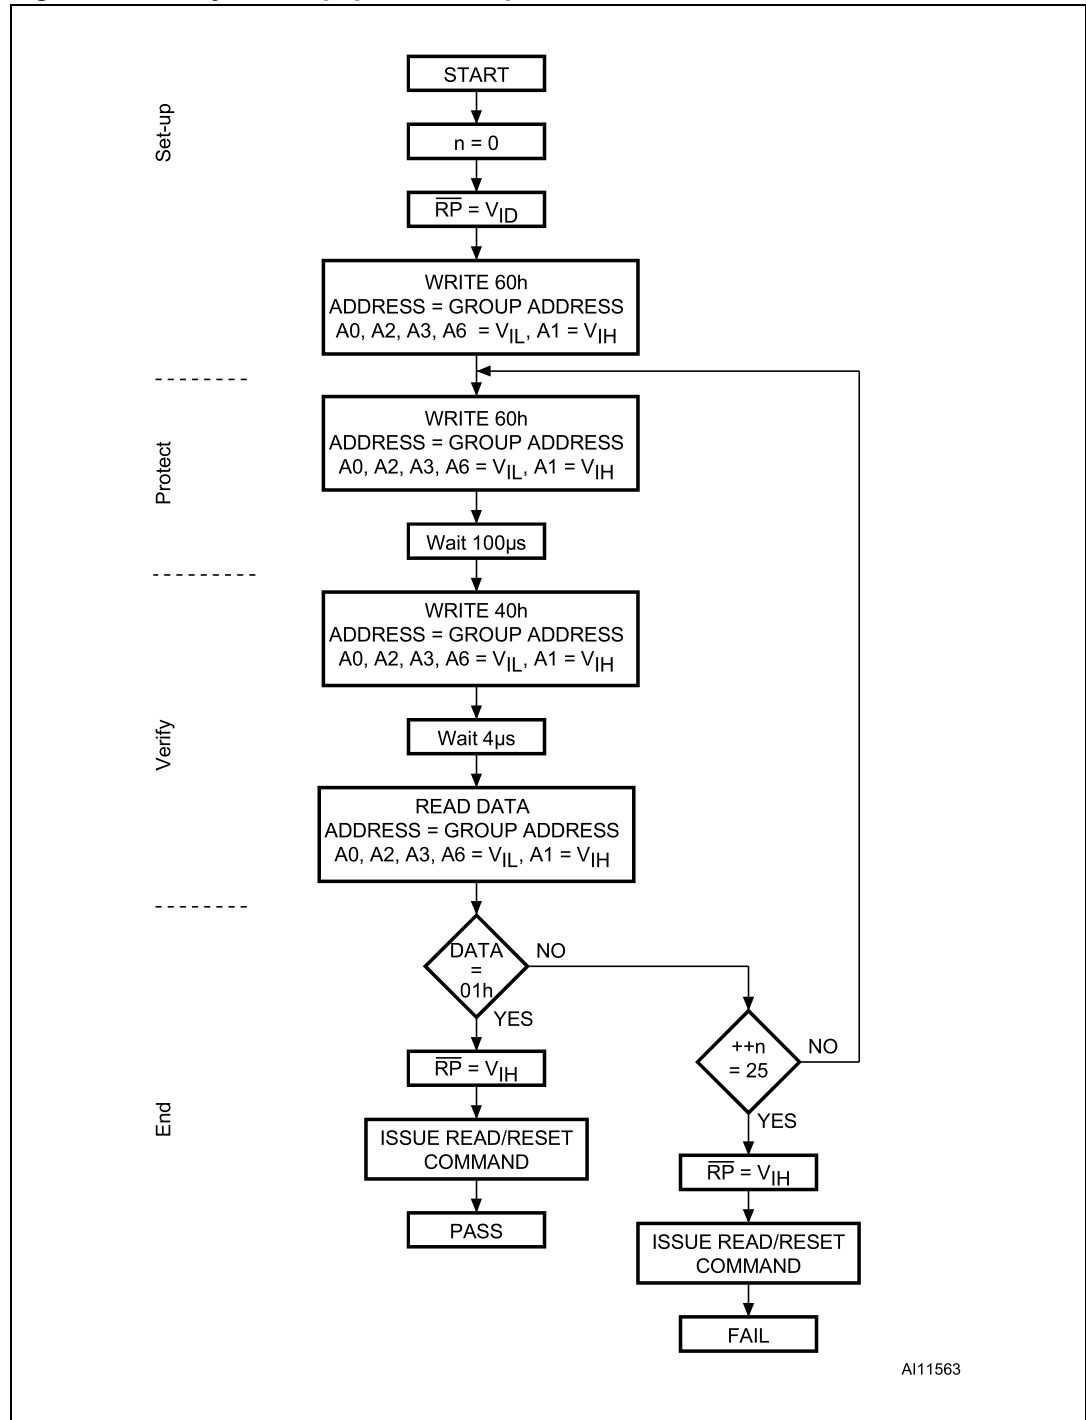 Set-up
START
n = 0
RP = VID
WRITE 60h
ADDRESS = GROUP ADDRESS
A0, A2, A3, A6 = VIL, A1 = VIH
Protect
WRITE 60h
ADDRESS = GROUP ADDRESS
A0, A2, A3, A6 = VIL, A1 = VIH
Wait 100µs
Verify
WRITE 40h
ADDRESS = GROUP ADDRESS
A0, A2, A3, A6 = VIL, A1 = VIH
Wait 4µs
READ DATA
ADDRESS = GROUP ADDRESS
A0, A2, A3, A6 = VIL, A1 = VIH
End
DATA
=
01h
NO
YES
++n
= 25
NO
YES
RP = VIH
ISSUE READ/RESET
COMMAND
PASS
RP = VIH
ISSUE READ/RESET
COMMAND
FAIL
AI11563